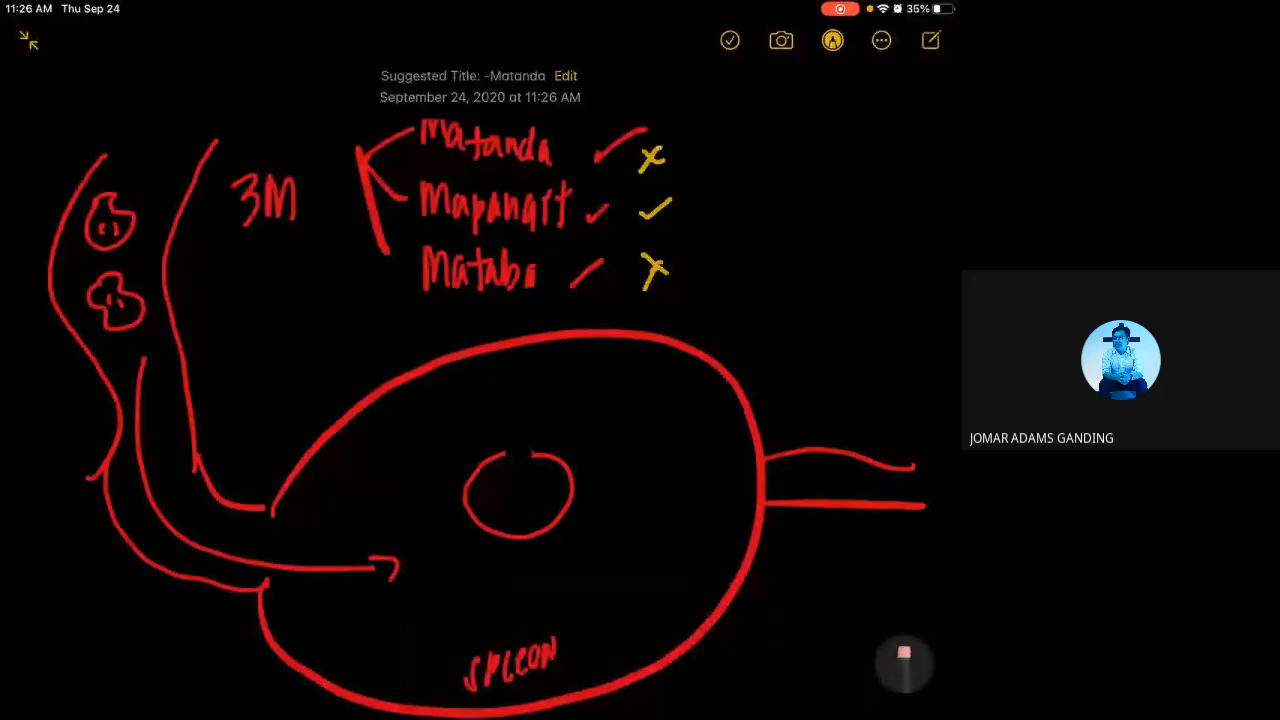 11:26 AM Thu Sep 24
35%
Suggested Title: -Matanda Edit
September 24, 2020 at 11:26 AM
Matanda
3M
Mapangit
Mataba
JOMAR ADAMS GANDING
SPLEON